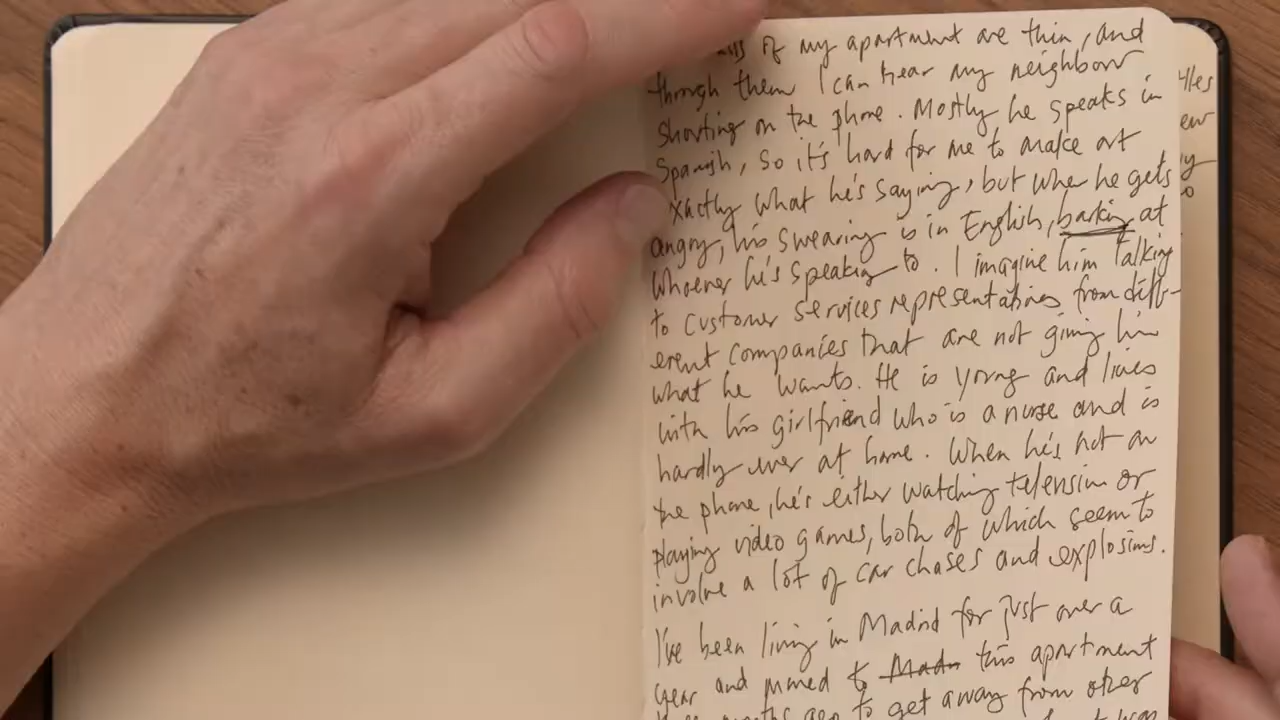 of my apartment are thin, and
through them I can hear my neighbour
shouting on the phone. Mostly he speaks in
Spanish, so it's hard for me to make out
exactly what he's saying, but when he gets
angry, his swearing is in English, barking at
whoever he's speaking to. I imagine him talking
to customer services representatives from diff-
erent companies that are not giving him
what he wants. He is young and lives
with his girlfriend who is a nurse and is
hardly ever at home. When he's not on
the phone, he's either watching television or
playing video games, both of which seem to
involve a lot of car chases and explosions.
I've been living in Madrid for just over a
year and moved to this apartment
months ago to get away from other